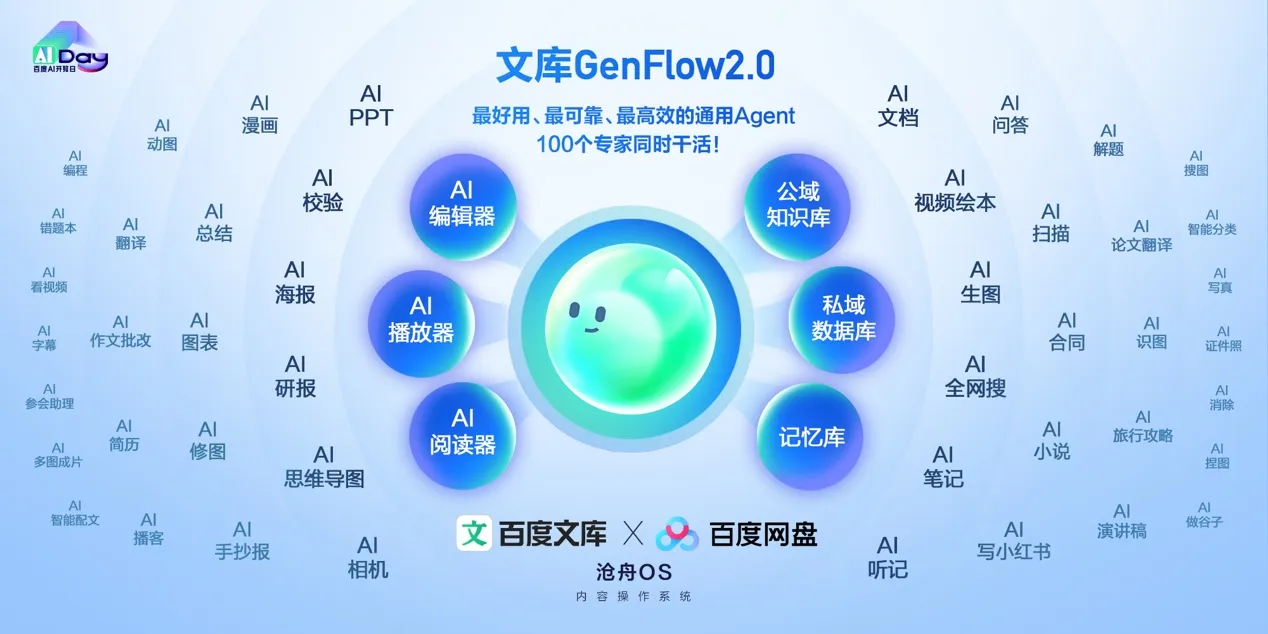 AI Day
百度AI开放日
文库GenFlow2.0
最好用、最可靠、最高效的通用Agent
100个专家同时干活！
AI
编程
AI
错题本
AI
看视频
AI
字幕
AI
参会助理
AI
多图成片
AI
智能配文
AI
动图
AI
翻译
AI
作文批改
AI
简历
AI
播客
AI
漫画
AI
总结
AI
图表
AI
修图
AI
手抄报
AI
PPT
AI
校验
AI
海报
AI
研报
AI
思维导图
AI
相机
AI
编辑器
AI
播放器
AI
阅读器
公域
知识库
私域
数据库
记忆库
AI
文档
AI
视频绘本
AI
生图
AI
全网搜
AI
笔记
AI
听记
AI
问答
AI
扫描
AI
合同
AI
小说
AI
写小红书
AI
解题
AI
论文翻译
AI
识图
AI
旅行攻略
AI
演讲稿
AI
搜图
AI
智能分类
AI
写真
AI
证件照
AI
消除
AI
捏图
AI
做谷子
文 百度文库 X 百度网盘
沧舟OS
内容操作系统